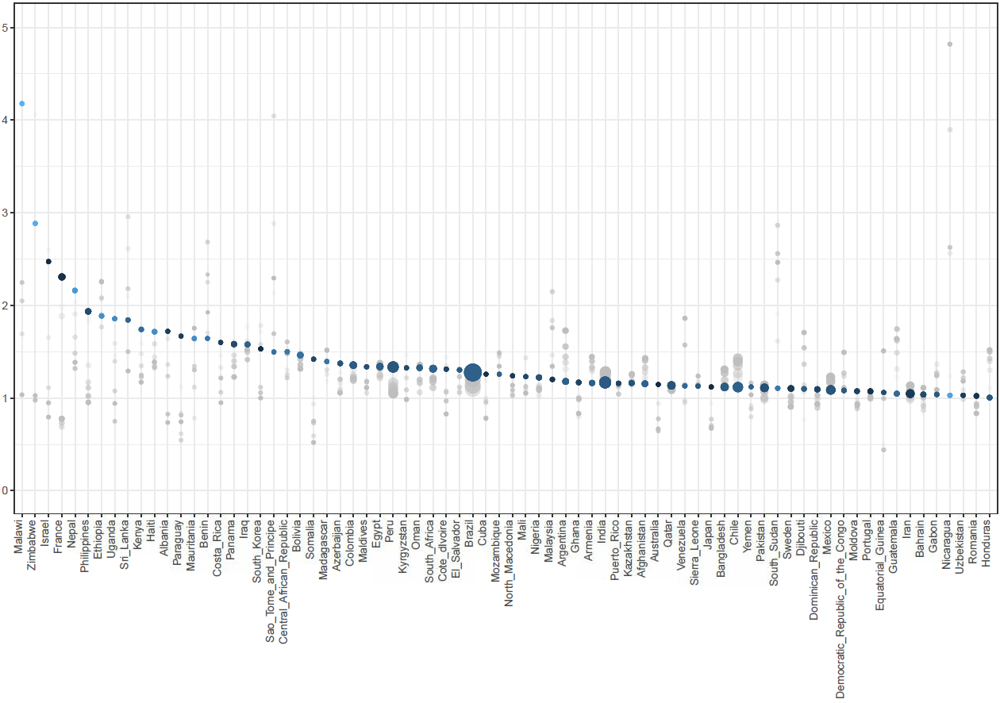 5
4
3
2
1
0
Malawi
Zimbabwe
Israel
France
Nepal
Philippines
Ethiopia
Uganda
Sri_Lanka
Kenya
Haiti
Albania
Paraguay
Mauritania
Benin
Costa_Rica
Panama
Iraq
South_Korea
Sao_Tome_and_Principe
Central_African_Republic
Bolivia
Somalia
Madagascar
Azerbaijan
Colombia
Maldives
Egypt
Peru
Kyrgyzstan
Oman
South_Africa
Cote_dIvoire
El_Salvador
Brazil
Cuba
Mozambique
North_Macedonia
Mali
Nigeria
Malaysia
Argentina
Ghana
Armenia
India
Puerto_Rico
Kazakhstan
Afghanistan
Australia
Qatar
Venezuela
Sierra_Leone
Japan
Bangladesh
Chile
Yemen
Pakistan
South_Sudan
Sweden
Djibouti
Dominican_Republic
Mexico
Democratic_Republic_of_the_Congo
Moldova
Portugal
Equatorial_Guinea
Guatemala
Iran
Bahrain
Gabon
Nicaragua
Uzbekistan
Romania
Honduras